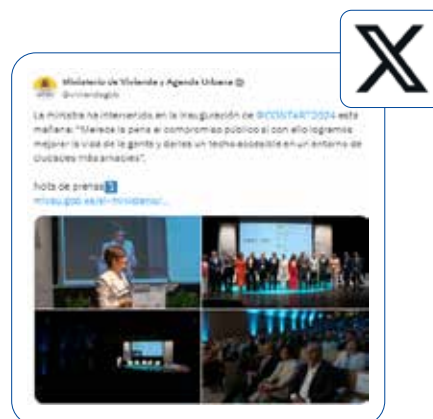 Ministerio de Vivienda y Agenda Urbana
@viviendagob
La ministra ha intervenido en la inauguración de @CONTART2024 esta
mañana: "Merece la pena el compromiso público si con ello logramos
mejorar la vida de la gente y darles un techo accesible en un entorno de
ciudades más amables".
Nota de prensa
mivau.gob.es/el-ministerio/...